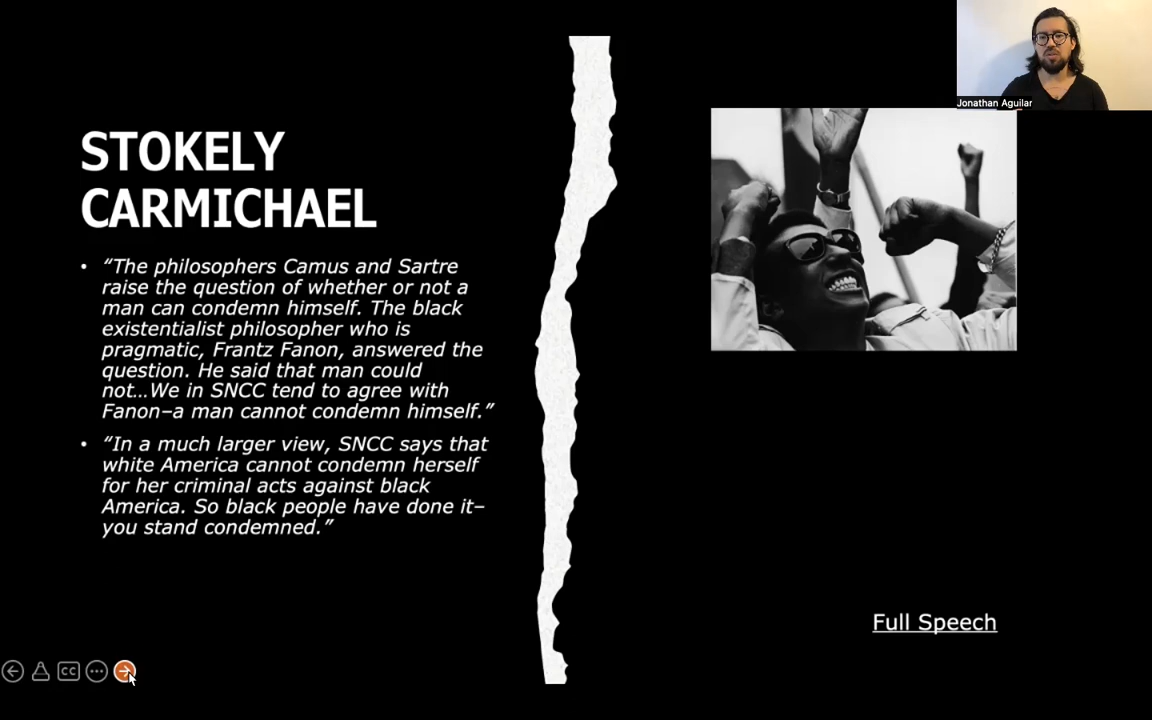 Jonathan Aguilar
STOKELY
CARMICHAEL
• “The philosophers Camus and Sartre
raise the question of whether or not a
man can condemn himself. The black
existentialist philosopher who is
pragmatic, Frantz Fanon, answered the
question. He said that man could
not…We in SNCC tend to agree with
Fanon–a man cannot condemn himself.”
• “In a much larger view, SNCC says that
white America cannot condemn herself
for her criminal acts against black
America. So black people have done it–
you stand condemned.”
Full Speech
CC